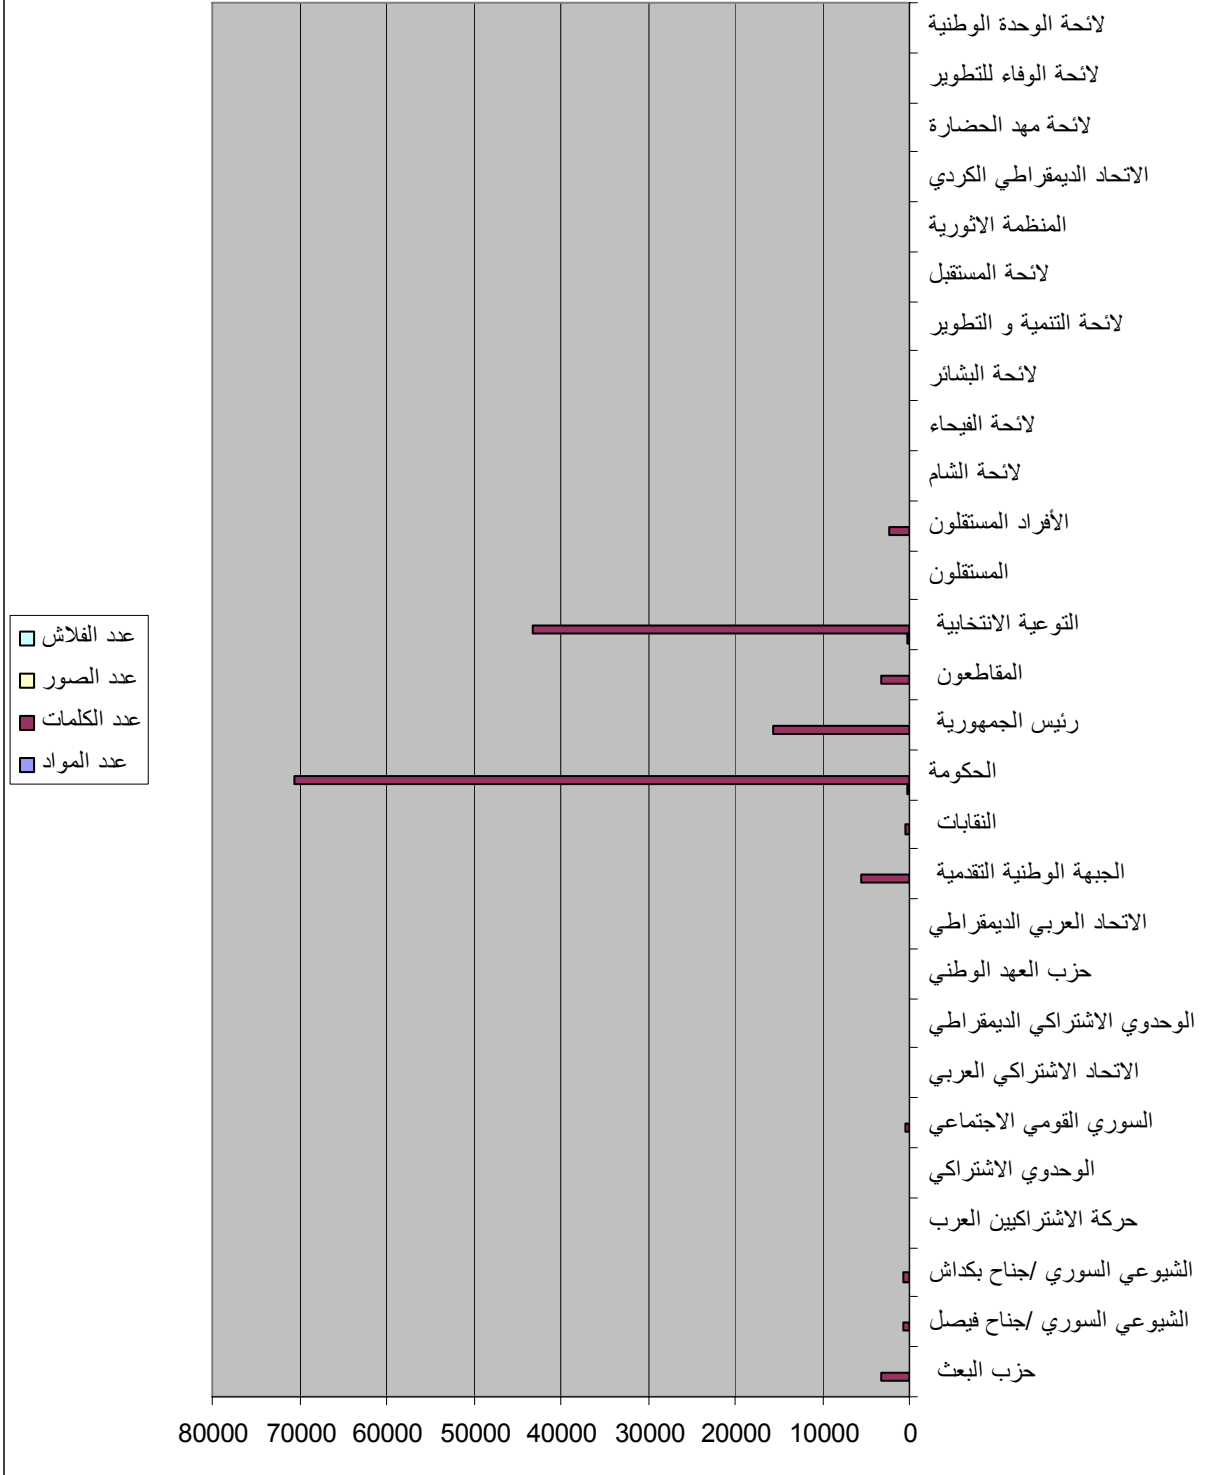 لائحة الوحدة الوطنية
لائحة الوفاء للتطوير
لائحة مهد الحضارة
الاتحاد الديمقراطي الكردي
المنظمة الاثورية
لائحة المستقبل
لائحة التنمية و التطوير
لائحة البشائر
لائحة الفيحاء
لائحة الشام
الأفراد المستقلون
المستقلون
التوعية الانتخابية
المقاطعون
رئيس الجمهورية
الحكومة
النقابات
الجبهة الوطنية التقدمية
الاتحاد العربي الديمقراطي
حزب العهد الوطني
الوحدوي الاشتراكي الديمقراطي
الاتحاد الاشتراكي العربي
السوري القومي الاجتماعي
الوحدوي الاشتراكي
حركة الاشتراكيين العرب
الشيوعي السوري /جناح بكداش
الشيوعي السوري /جناح فيصل
حزب البعث
80000 70000 60000 50000 40000 30000 20000 10000 0
عدد الفلاش
عدد الصور
عدد الكلمات
عدد المواد